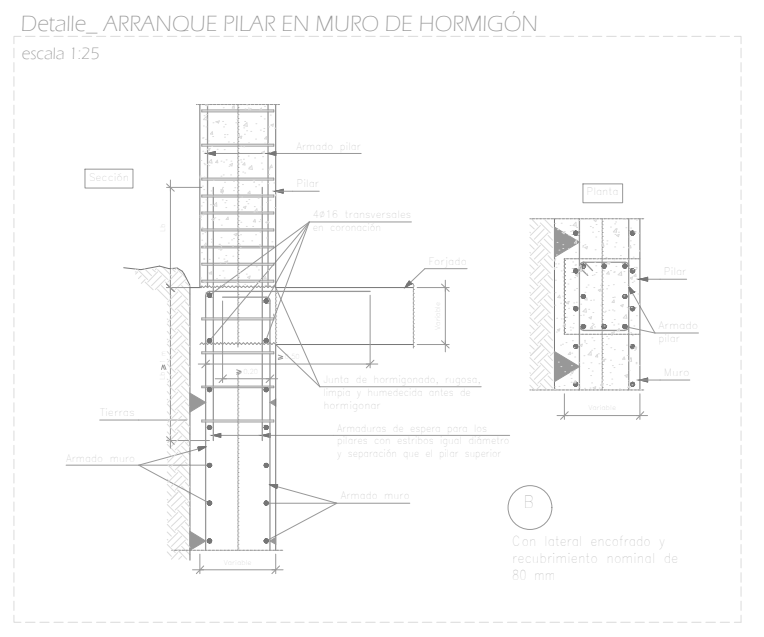 Detalle_ ARRANQUE PILAR EN MURO DE HORMIGÓN
escala 1:25
Armado pilar
Sección
Pilar
Planta
4ø16 transversales
en coronación
Forjado
Pilar
Armado
pilar
Junta de hormigonado, rugosa,
limpia y humedecida antes de
hormigonar
Muro
Tierras
Armaduras de espera para los
pilares con estribos igual diámetro
y separación que el pilar superior
Armado muro
Armado muro
B
Con lateral encofrado y
recubrimiento nominal de
80 mm